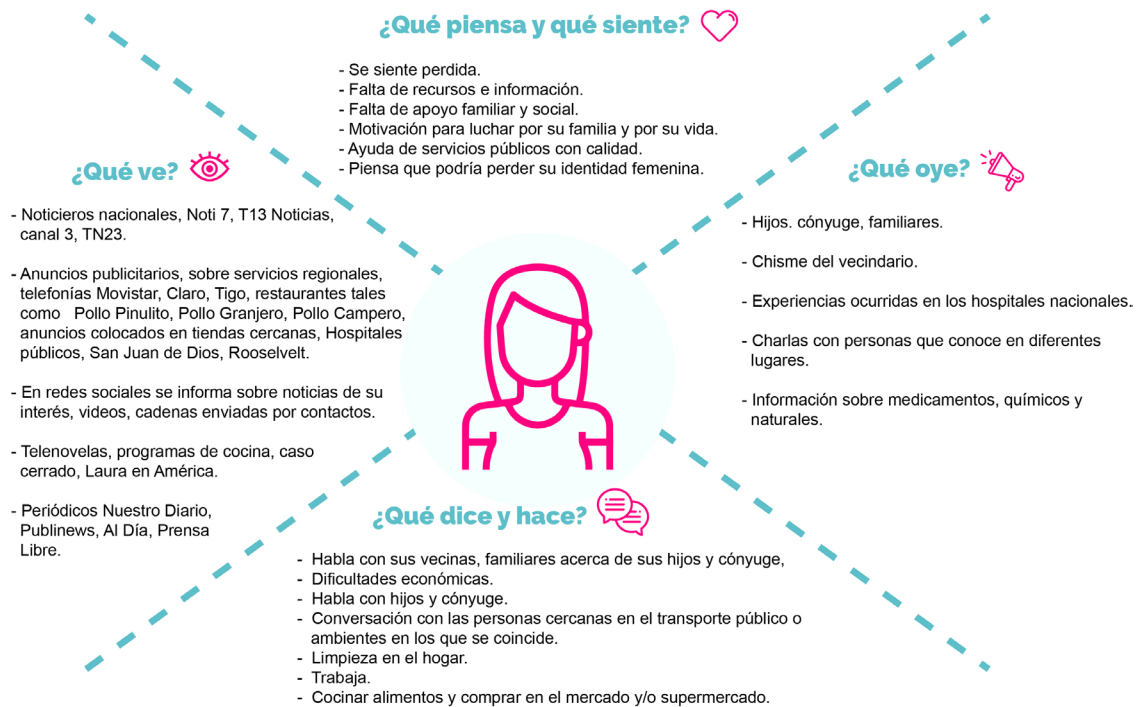 ¿Qué piensa y qué siente?
- Se siente perdida.
- Falta de recursos e información.
- Falta de apoyo familiar y social.
- Motivación para luchar por su familia y por su vida.
- Ayuda de servicios públicos con calidad.
- Piensa que podría perder su identidad femenina.
¿Qué ve?
- Noticieros nacionales, Noti 7, T13 Noticias,
canal 3, TN23.
- Anuncios publicitarios, sobre servicios regionales,
telefonías Movistar, Claro, Tigo, restaurantes tales
como Pollo Pinulito, Pollo Granjero, Pollo Campero,
anuncios colocados en tiendas cercanas, Hospitales
públicos, San Juan de Dios, Rooselvelt.
- En redes sociales se informa sobre noticias de su
interés, videos, cadenas enviadas por contactos.
- Telenovelas, programas de cocina, caso
cerrado, Laura en América.
- Periódicos Nuestro Diario,
Publinews, Al Día, Prensa
Libre.
¿Qué oye?
- Hijos. cónyuge, familiares.
- Chisme del vecindario.
- Experiencias ocurridas en los hospitales nacionales.
- Charlas con personas que conoce en diferentes
lugares.
- Información sobre medicamentos, químicos y
naturales.
¿Qué dice y hace?
- Habla con sus vecinas, familiares acerca de sus hijos y cónyuge,
- Dificultades económicas.
- Habla con hijos y cónyuge.
- Conversación con las personas cercanas en el transporte público o
ambientes en los que se coincide.
- Limpieza en el hogar.
- Trabaja.
- Cocinar alimentos y comprar en el mercado y/o supermercado.